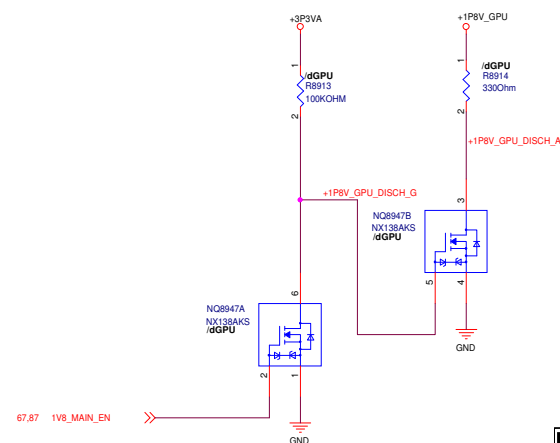 +3P3VA
+1P8V_GPU
1
/dGPU
R8913
100KOHM
2
1
/dGPU
R8914
330Ohm
2
+1P8V_GPU_DISCH_A
+1P8V_GPU_DISCH_G
3
NQ8947B
NX138AKS
/dGPU
5
4
GND
6
NQ8947A
NX138AKS
/dGPU
2
1
67,87 1V8_MAIN_EN
GND